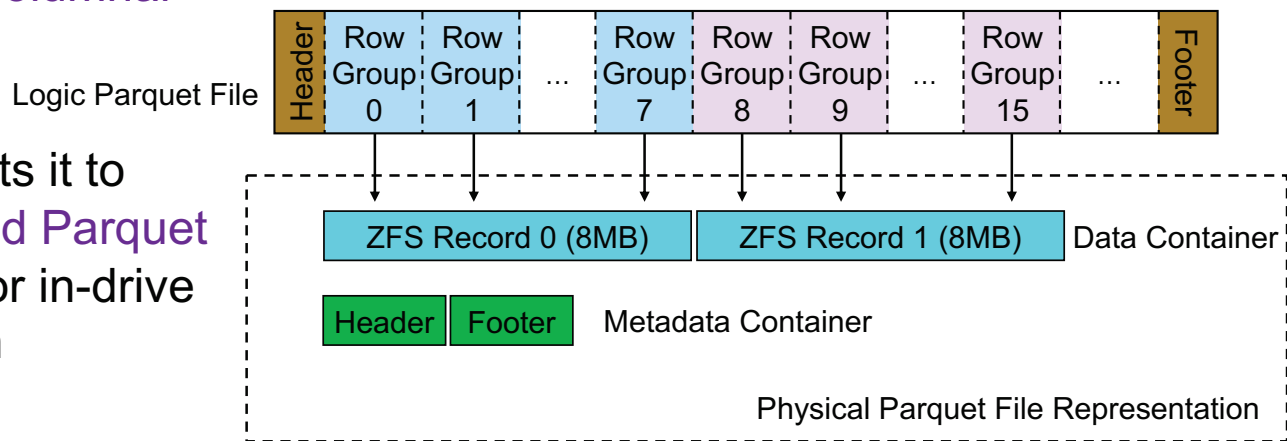 Header
Row Group 0
Row Group 1
...
Row Group 7
Row Group 8
Row Group 9
...
Row Group 15
...
Footer
Logic Parquet File
ts it to
d Parquet
or in-drive
ZFS Record 0 (8MB)
ZFS Record 1 (8MB)
Data Container
Header
Footer
Metadata Container
Physical Parquet File Representation